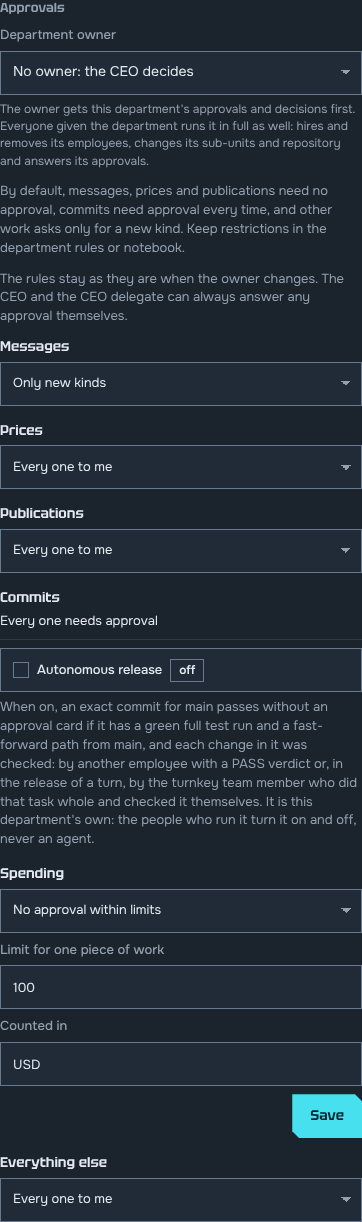 Approvals
Department owner
No owner: the CEO decides
The owner gets this department's approvals and decisions first.
Everyone given the department runs it in full as well: hires and
removes its employees, changes its sub-units and repository
and answers its approvals.
By default, messages, prices and publications need no
approval, commits need approval every time, and other
work asks only for a new kind. Keep restrictions in the
department rules or notebook.
The rules stay as they are when the owner changes. The
CEO and the CEO delegate can always answer any
approval themselves.
Messages
Only new kinds
Prices
Every one to me
Publications
Every one to me
Commits
Every one needs approval
Autonomous release off
When on, an exact commit for main passes without an
approval card if it has a green full test run and a fast-
forward path from main, and each change in it was
checked: by another employee with a PASS verdict or, in
the release of a turn, by the turnkey team member who did
that task whole and checked it themselves. It is this
department's own: the people who run it turn it on and off,
never an agent.
Spending
No approval within limits
Limit for one piece of work
100
Counted in
USD
Save
Everything else
Every one to me